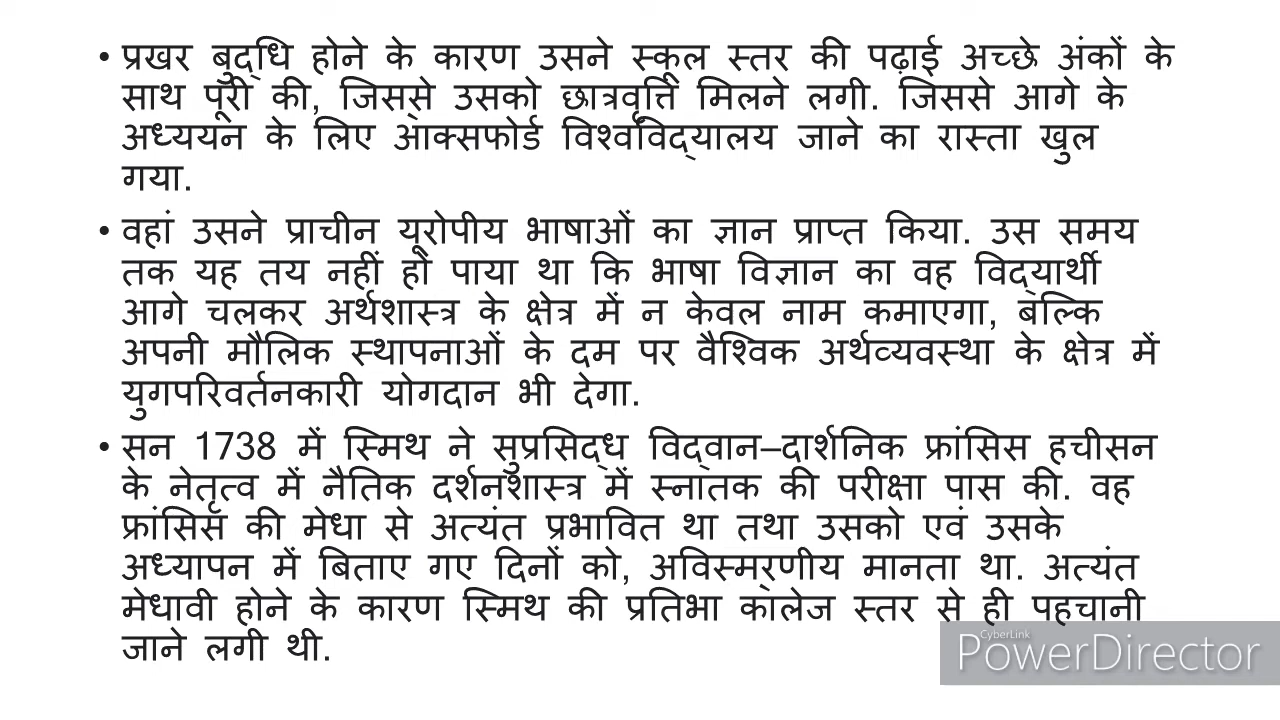 • प्रखर बुद्धि होने के कारण उसने स्कूल स्तर की पढ़ाई अच्छे अंकों के
साथ पूरी की, जिससे उसको छात्रवृत्ति मिलने लगी. जिससे आगे के
अध्ययन के लिए आक्सफोर्ड विश्वविद्यालय जाने का रास्ता खुल
गया.
• वहां उसने प्राचीन यूरोपीय भाषाओं का ज्ञान प्राप्त किया. उस समय
तक यह तय नहीं हो पाया था कि भाषा विज्ञान का वह विद्यार्थी
आगे चलकर अर्थशास्त्र के क्षेत्र में न केवल नाम कमाएगा, बल्कि
अपनी मौलिक स्थापनाओं के दम पर वैश्विक अर्थव्यवस्था के क्षेत्र में
युगपरिवर्तनकारी योगदान भी देगा.
• सन 1738 में स्मिथ ने सुप्रसिद्ध विद्वान–दार्शनिक फ्रांसिस हचीसन
के नेतृत्व में नैतिक दर्शनशास्त्र में स्नातक की परीक्षा पास की. वह
फ्रांसिस की मेधा से अत्यंत प्रभावित था तथा उसको एवं उसके
अध्यापन में बिताए गए दिनों को, अविस्मर्णीय मानता था. अत्यंत
मेधावी होने के कारण स्मिथ की प्रतिभा कालेज स्तर से ही पहचानी
जाने लगी थी.
CyberLink
PowerDirector